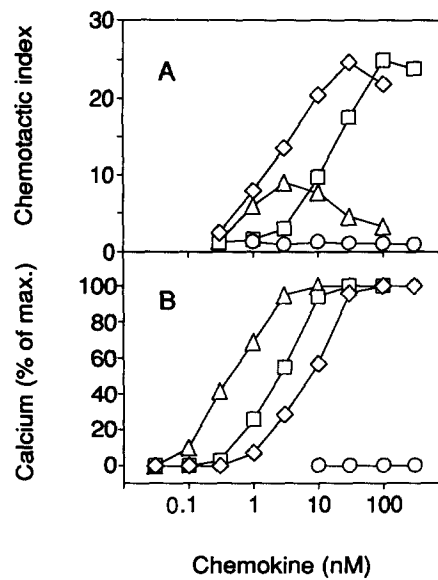 Chemotactic index
30
20
10
0
A
Calcium (% of max.)
100
80
60
40
20
0
B
0.1 1 10 100
Chemokine (nM)